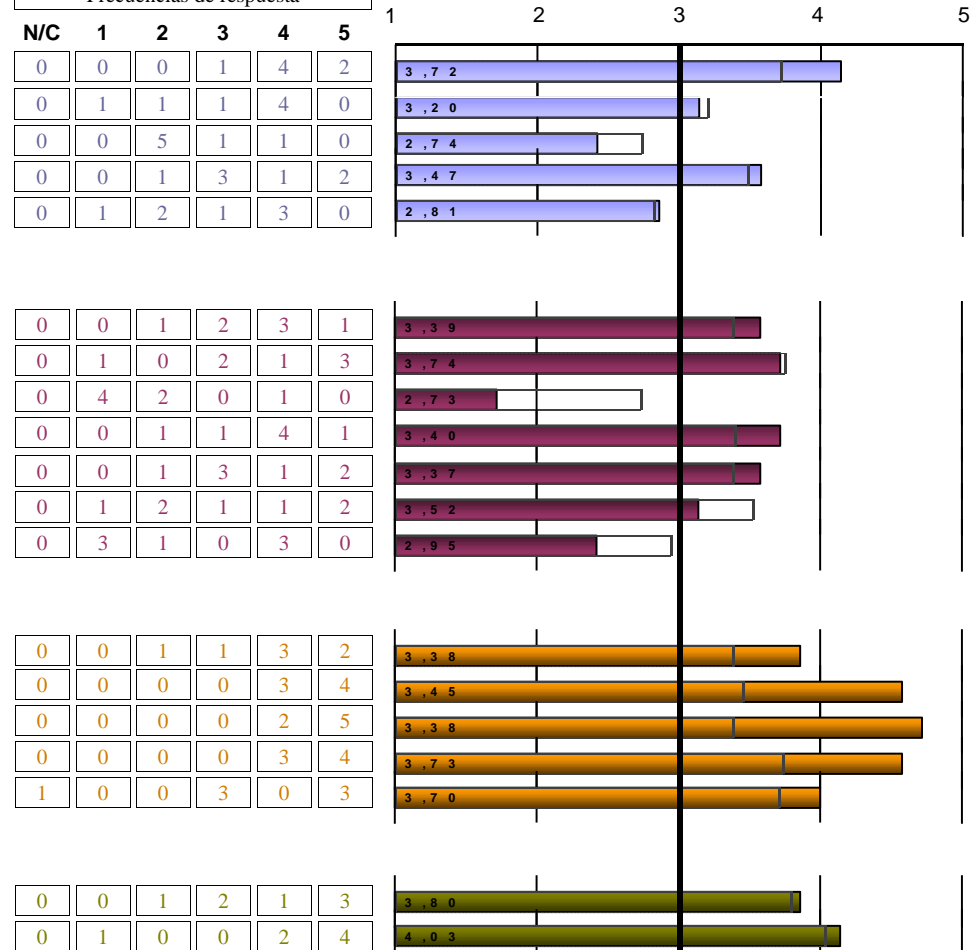 Frecuencias de respuesta
1 2 3 4 5
N/C 1 2 3 4 5
0 0 0 1 4 2 3,72
0 1 1 1 4 0 3,20
0 0 5 1 1 0 2,74
0 0 1 3 1 2 3,47
0 1 2 1 3 0 2,81
0 0 1 2 3 1 3,39
0 1 0 2 1 3 3,74
0 4 2 0 1 0 2,73
0 0 1 1 4 1 3,40
0 0 1 3 1 2 3,37
0 1 2 1 1 2 3,52
0 3 1 0 3 0 2,95
0 0 1 1 3 2 3,38
0 0 0 0 3 4 3,45
0 0 0 0 2 5 3,38
0 0 0 0 3 4 3,73
1 0 0 3 0 3 3,70
0 0 1 2 1 3 3,80
0 1 0 0 2 4 4,03